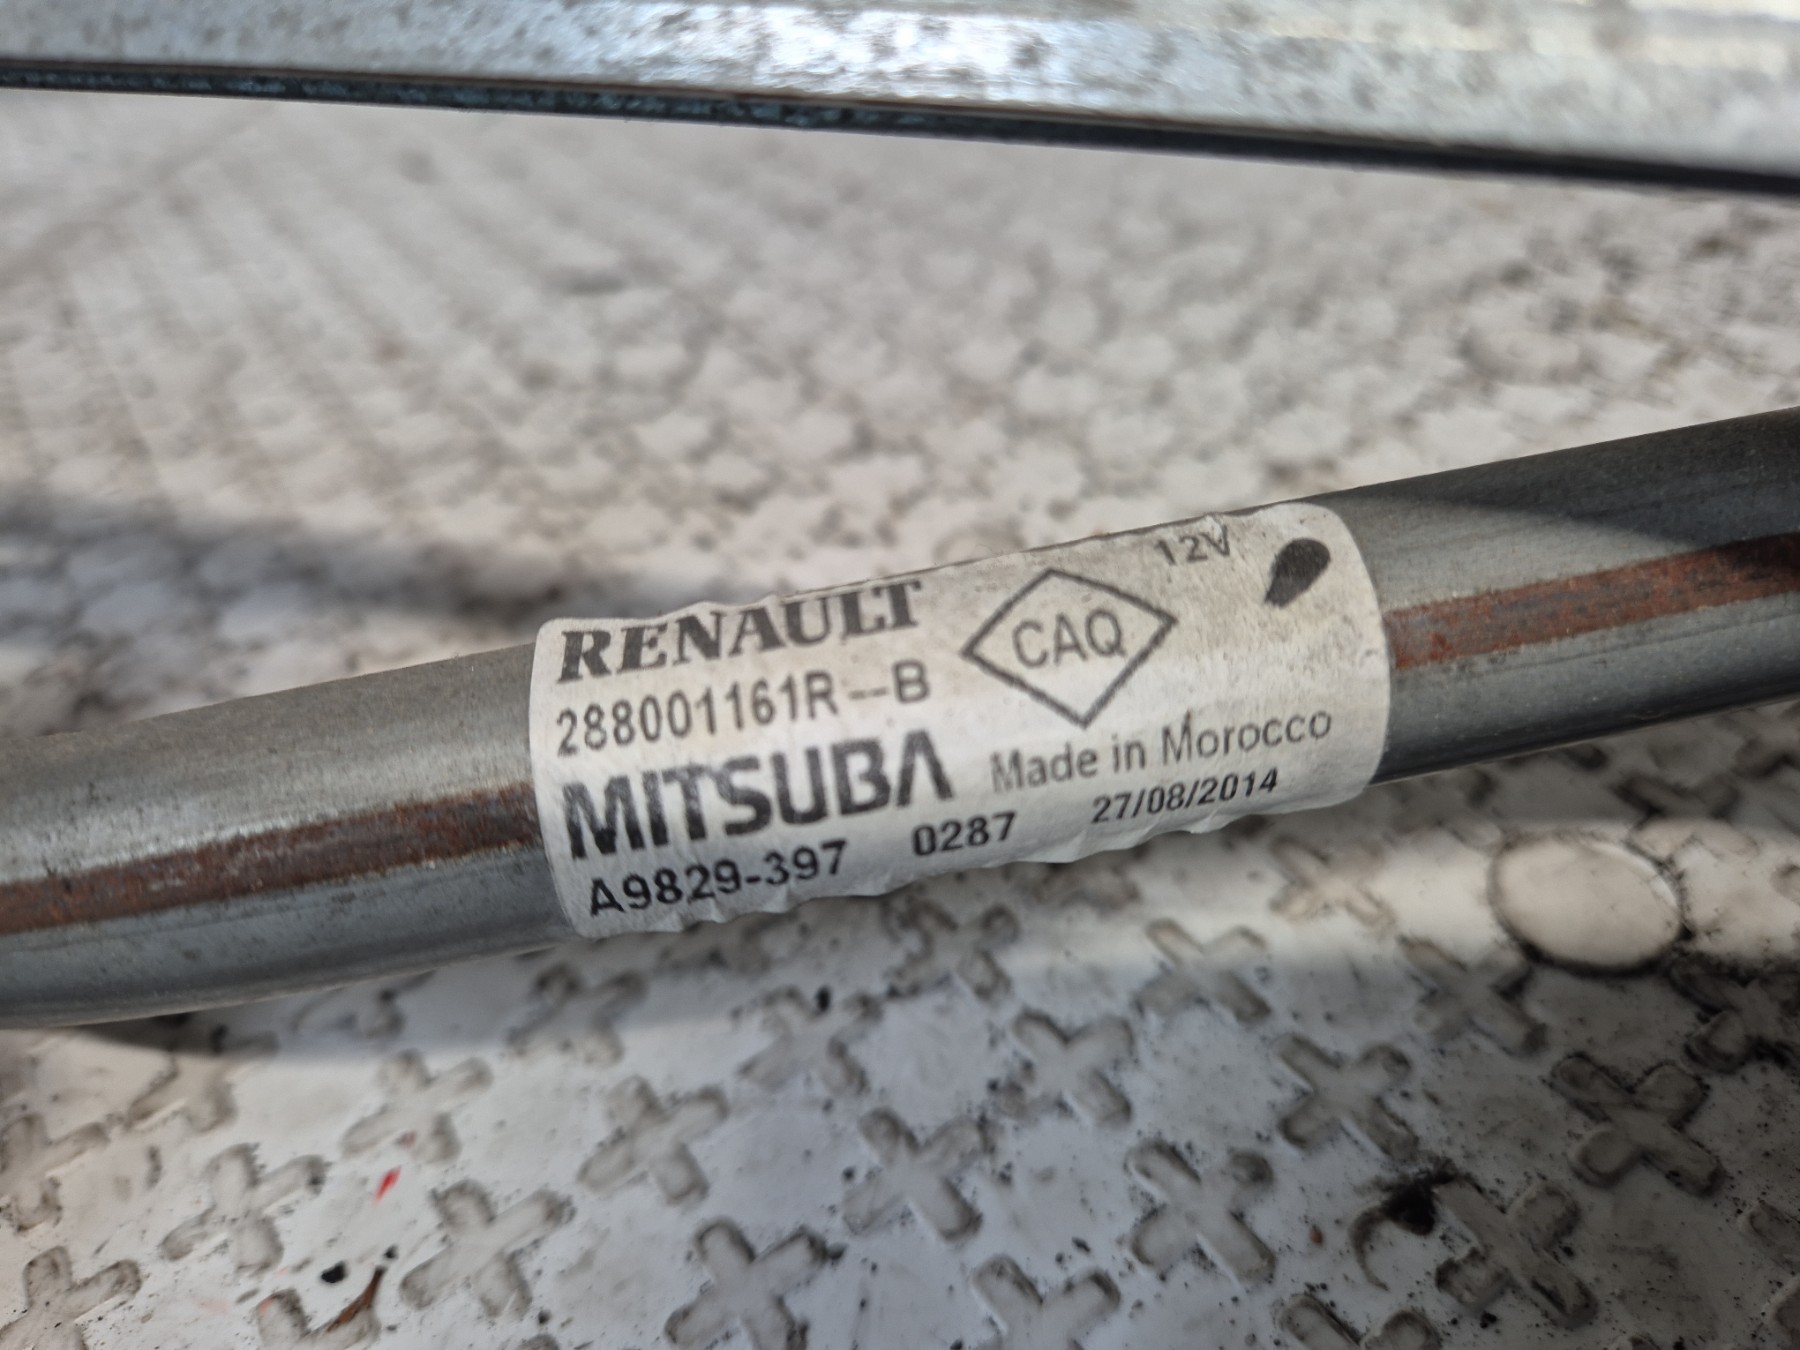 RENAULT
288001161R--B
CAQ
12V
MITSUBA
Made in Morocco
A9829-397 0287 27/08/2014